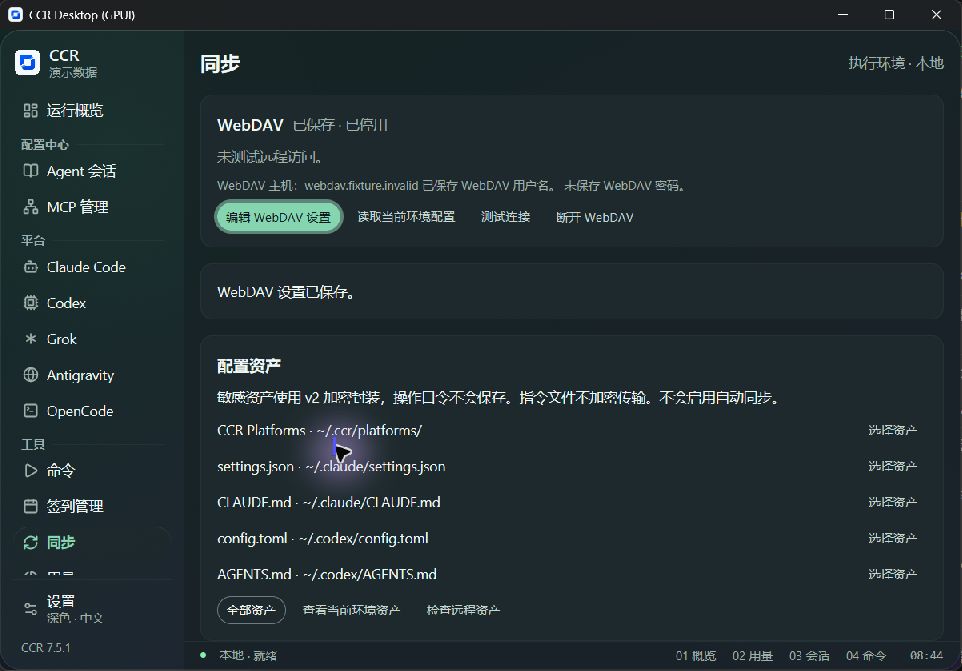 CCR Desktop (GPUI)
CCR
演示数据
运行概览
配置中心
Agent 会话
MCP 管理
平台
Claude Code
Codex
Grok
Antigravity
OpenCode
工具
命令
签到管理
同步
设置
深色 · 中文
CCR 7.5.1
同步
执行环境 · 本地
WebDAV 已保存 · 已停用
未测试远程访问。
WebDAV 主机：webdav.fixture.invalid 已保存 WebDAV 用户名。 未保存 WebDAV 密码。
编辑 WebDAV 设置 读取当前环境配置 测试连接 断开 WebDAV
WebDAV 设置已保存。
配置资产
敏感资产使用 v2 加密封装，操作口令不会保存。指令文件不加密传输。不会启用自动同步。
CCR Platforms · ~/.ccr/platforms/ 选择资产
settings.json · ~/.claude/settings.json 选择资产
CLAUDE.md · ~/.claude/CLAUDE.md 选择资产
config.toml · ~/.codex/config.toml 选择资产
AGENTS.md · ~/.codex/AGENTS.md 选择资产
全部资产 查看当前环境资产 检查远程资产
本地 · 就绪 01 概览 02 用量 03 会话 04 命令 08:44